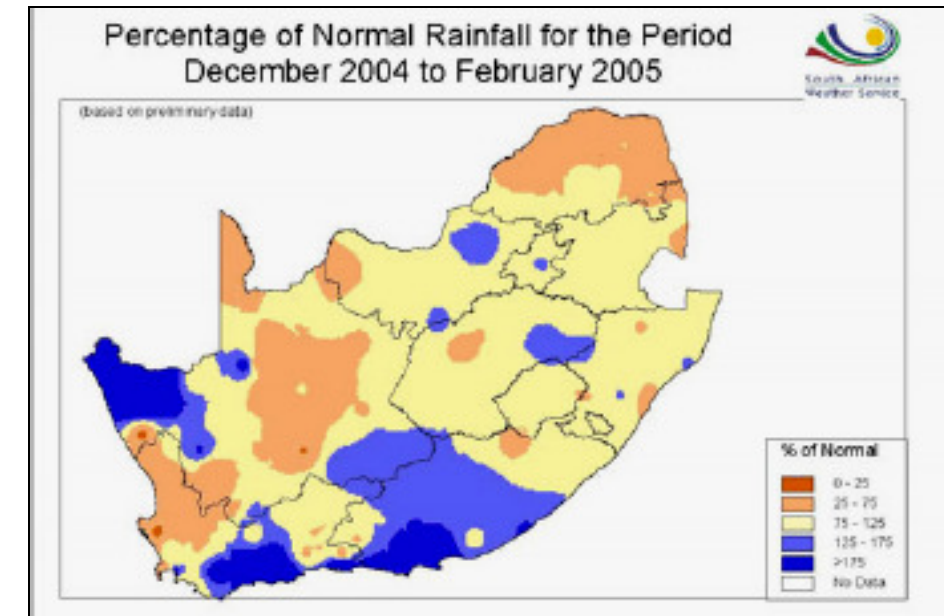 Percentage of Normal Rainfall for the Period
December 2004 to February 2005
South African
Weather Service
(based on preliminary data)
% of Normal
0 - 25
25 - 75
75 - 125
125 - 175
>175
No Data